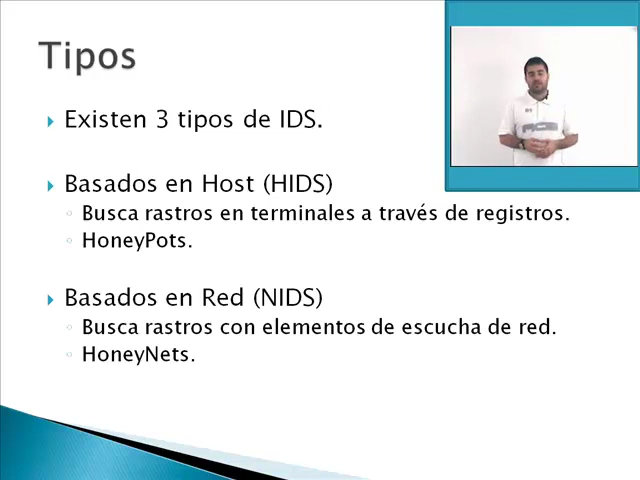 Tipos
Existen 3 tipos de IDS.
Basados en Host (HIDS)
Busca rastros en terminales a través de registros.
HoneyPots.
Basados en Red (NIDS)
Busca rastros con elementos de escucha de red.
HoneyNets.